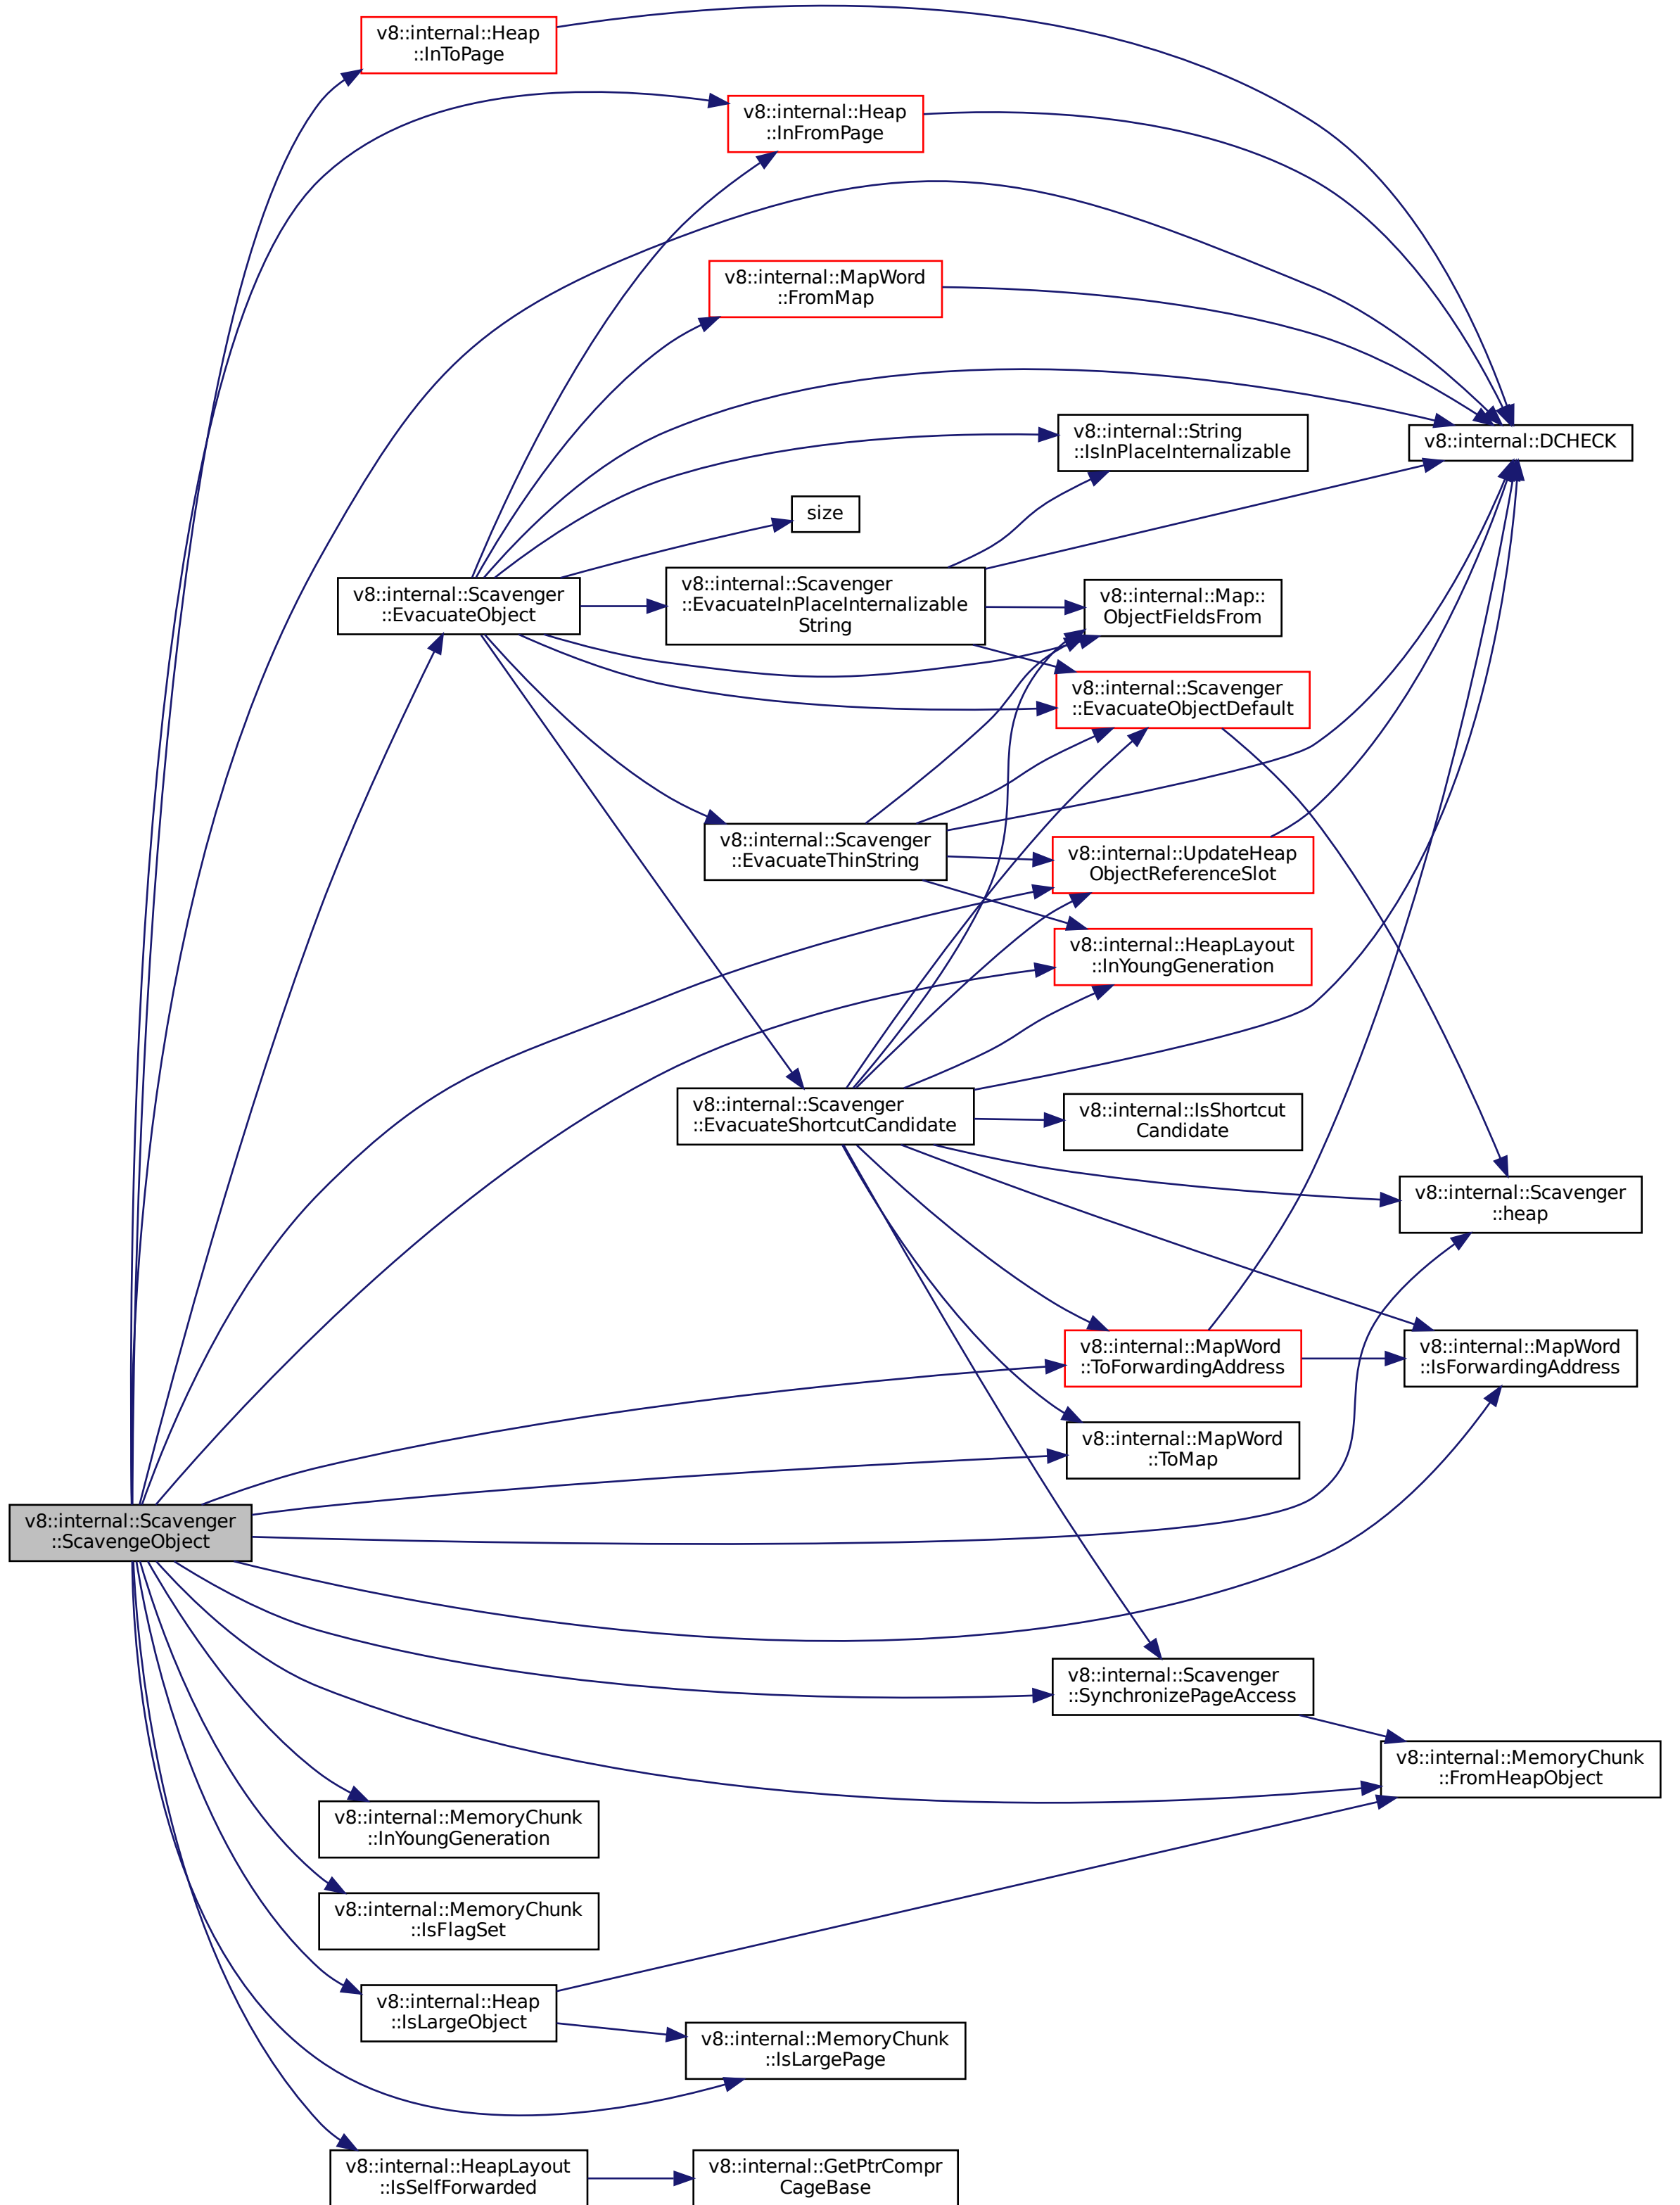 v8::internal::Heap
::InToPage
v8::internal::Heap
::InFromPage
v8::internal::MapWord
::FromMap
v8::internal::String
::IsInPlaceInternalizable
v8::internal::DCHECK
size
v8::internal::Scavenger
::EvacuateObject
v8::internal::Scavenger
::EvacuateInPlaceInternalizable
String
v8::internal::Map::
ObjectFieldsFrom
v8::internal::Scavenger
::EvacuateObjectDefault
v8::internal::Scavenger
::EvacuateThinString
v8::internal::UpdateHeap
ObjectReferenceSlot
v8::internal::HeapLayout
::InYoungGeneration
v8::internal::Scavenger
::EvacuateShortcutCandidate
v8::internal::IsShortcut
Candidate
v8::internal::Scavenger
::heap
v8::internal::MapWord
::ToForwardingAddress
v8::internal::MapWord
::IsForwardingAddress
v8::internal::MapWord
::ToMap
v8::internal::Scavenger
::ScavengeObject
v8::internal::Scavenger
::SynchronizePageAccess
v8::internal::MemoryChunk
::FromHeapObject
v8::internal::MemoryChunk
::InYoungGeneration
v8::internal::MemoryChunk
::IsFlagSet
v8::internal::Heap
::IsLargeObject
v8::internal::MemoryChunk
::IsLargePage
v8::internal::HeapLayout
::IsSelfForwarded
v8::internal::GetPtrCompr
CageBase